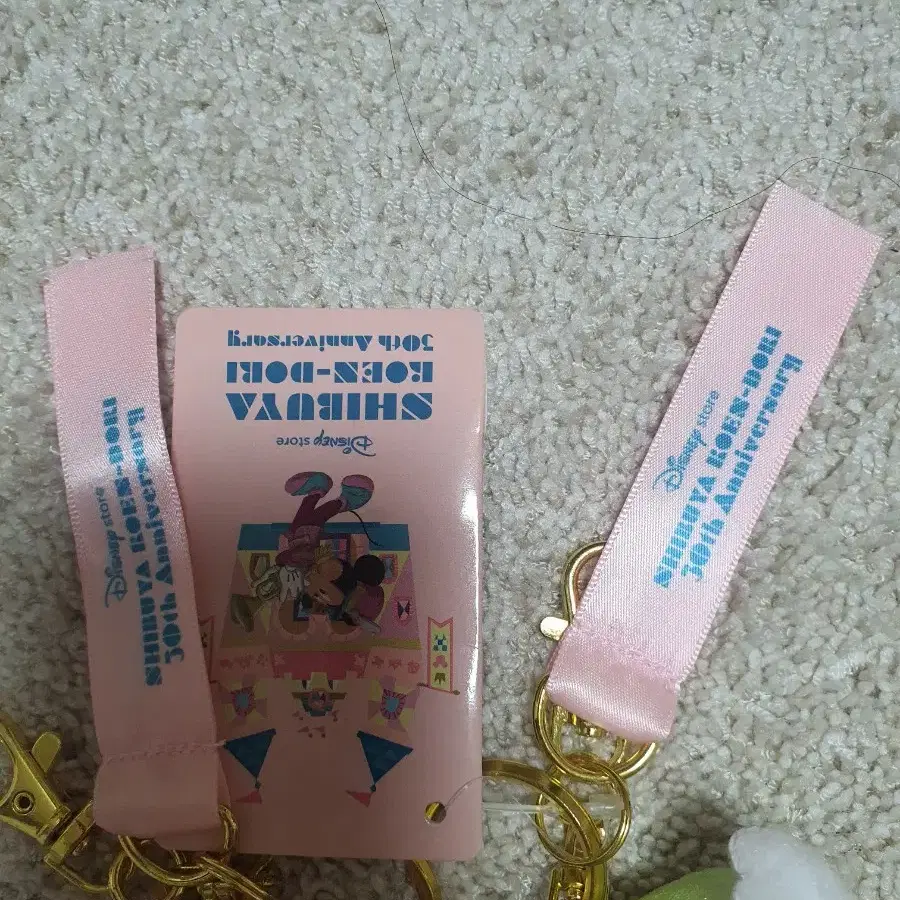 Disney store
SHIBUYA KOEN-DORI
30th Anniversary
Disney store
SHIBUYA
KOEN-DORI
30th Anniversary
Disney store
SHIBUYA KOEN-DORI
30th Anniversary